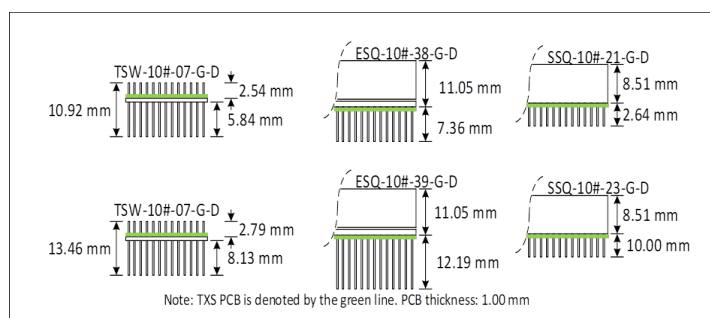 TSW-10#-07-G-D
10.92 mm
2.54 mm
5.84 mm
ESQ-10#-38-G-D
11.05 mm
7.36 mm
SSQ-10#-21-G-D
8.51 mm
2.64 mm
TSW-10#-07-G-D
13.46 mm
2.79 mm
8.13 mm
ESQ-10#-39-G-D
11.05 mm
12.19 mm
SSQ-10#-23-G-D
8.51 mm
10.00 mm
Note: TXS PCB is denoted by the green line. PCB thickness: 1.00 mm